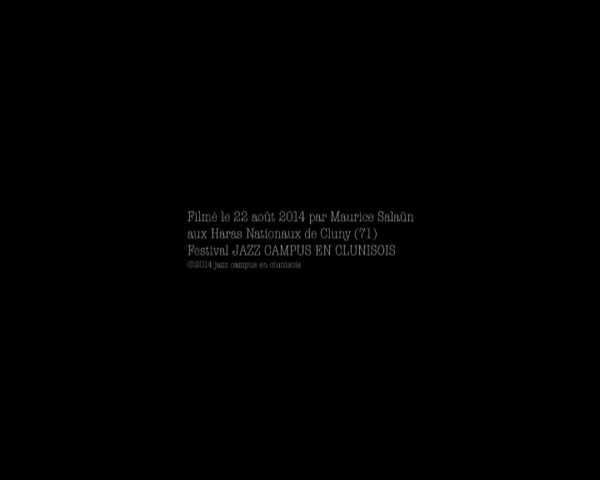 Filmé le 22 août 2014 par Maurice Salaün
aux Haras Nationaux de Cluny (71)
Festival JAZZ CAMPUS EN CLUNISOIS
©2014 jazz campus en clunisois